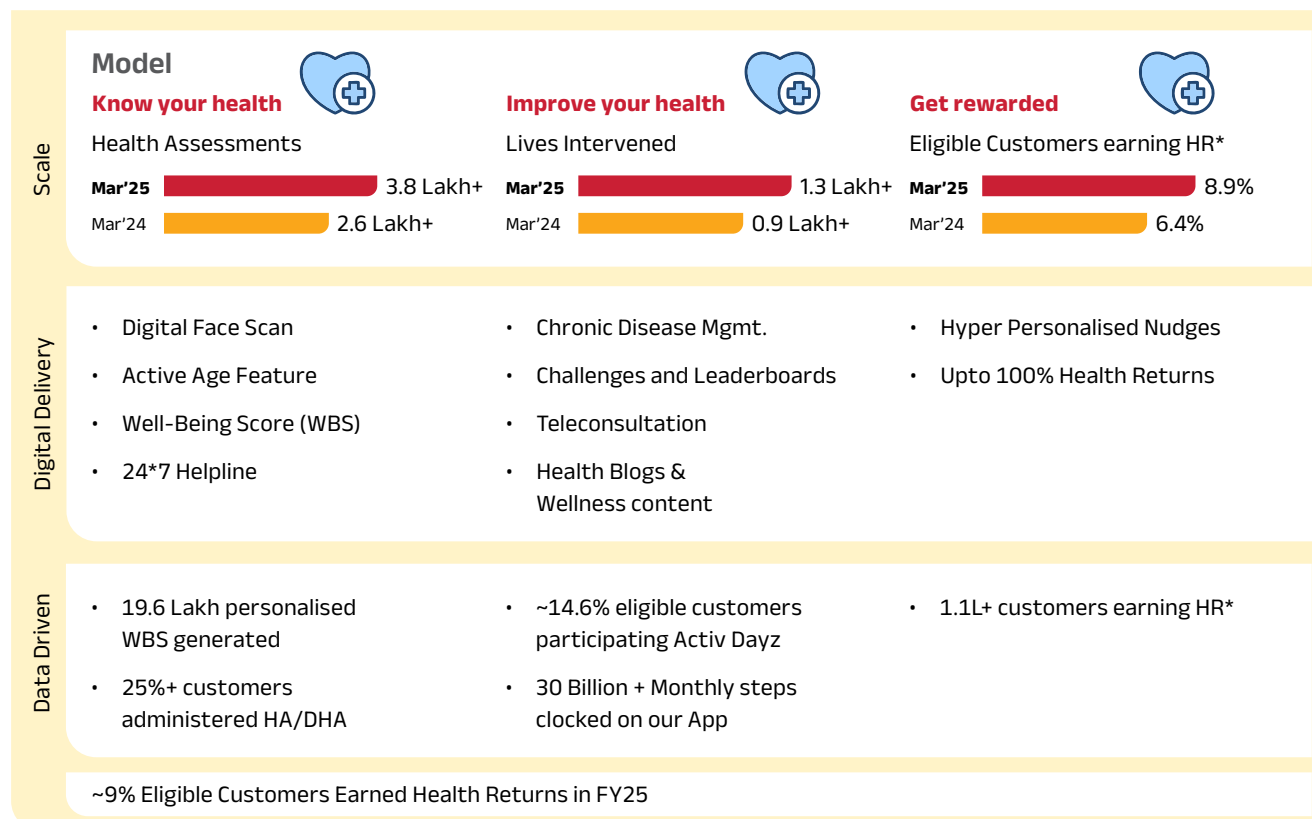 Model
Know your health
Health Assessments
Mar'25 3.8 Lakh+
Mar'24 2.6 Lakh+
Improve your health
Lives Intervened
Mar'25 1.3 Lakh+
Mar'24 0.9 Lakh+
Get rewarded
Eligible Customers earning HR*
Mar'25 8.9%
Mar'24 6.4%
Scale
• Digital Face Scan
• Active Age Feature
• Well-Being Score (WBS)
• 24*7 Helpline
• Chronic Disease Mgmt.
• Challenges and Leaderboards
• Teleconsultation
• Health Blogs &
Wellness content
• Hyper Personalised Nudges
• Upto 100% Health Returns
Digital Delivery
• 19.6 Lakh personalised
WBS generated
• 25%+ customers
administered HA/DHA
• ~14.6% eligible customers
participating Activ Dayz
• 30 Billion + Monthly steps
clocked on our App
• 1.1L+ customers earning HR*
Data Driven
~9% Eligible Customers Earned Health Returns in FY25